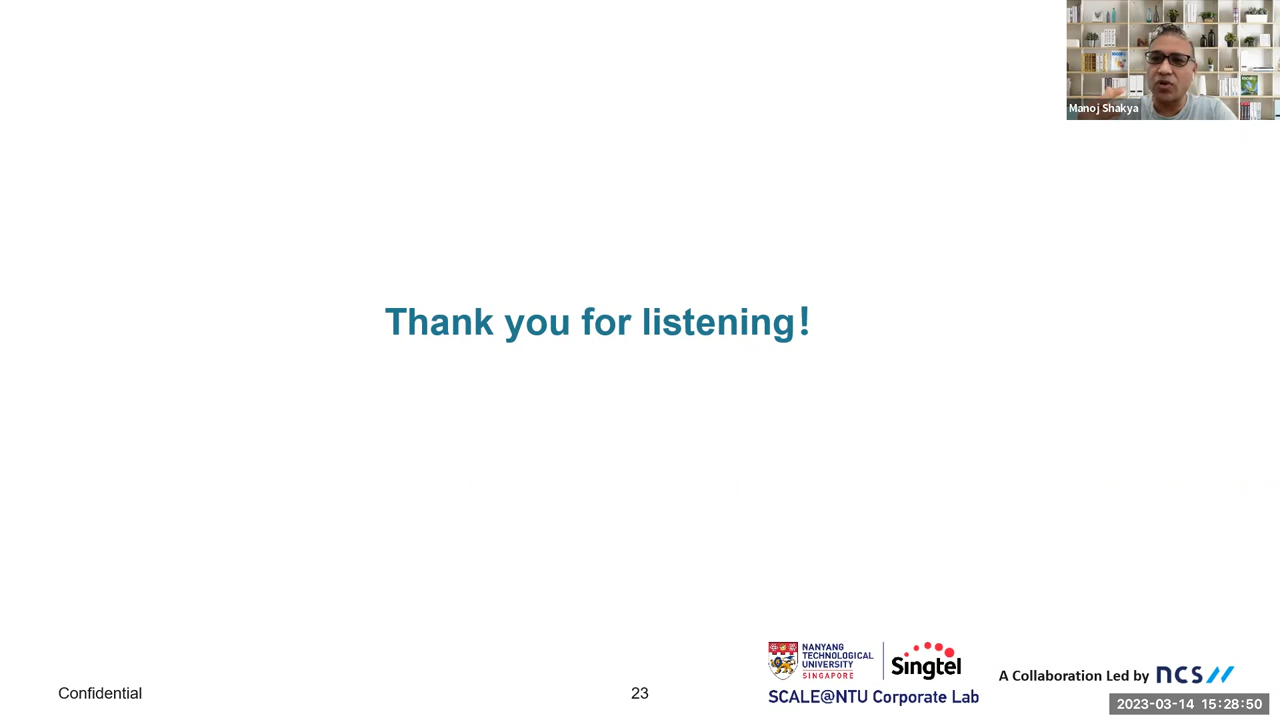 Manoj Shakya
Thank you for listening!
NANYANG
TECHNOLOGICAL
UNIVERSITY
SINGAPORE
Singtel
SCALE@NTU Corporate Lab
A Collaboration Led by ncs
Confidential
23
2023-03-14 15:28:50